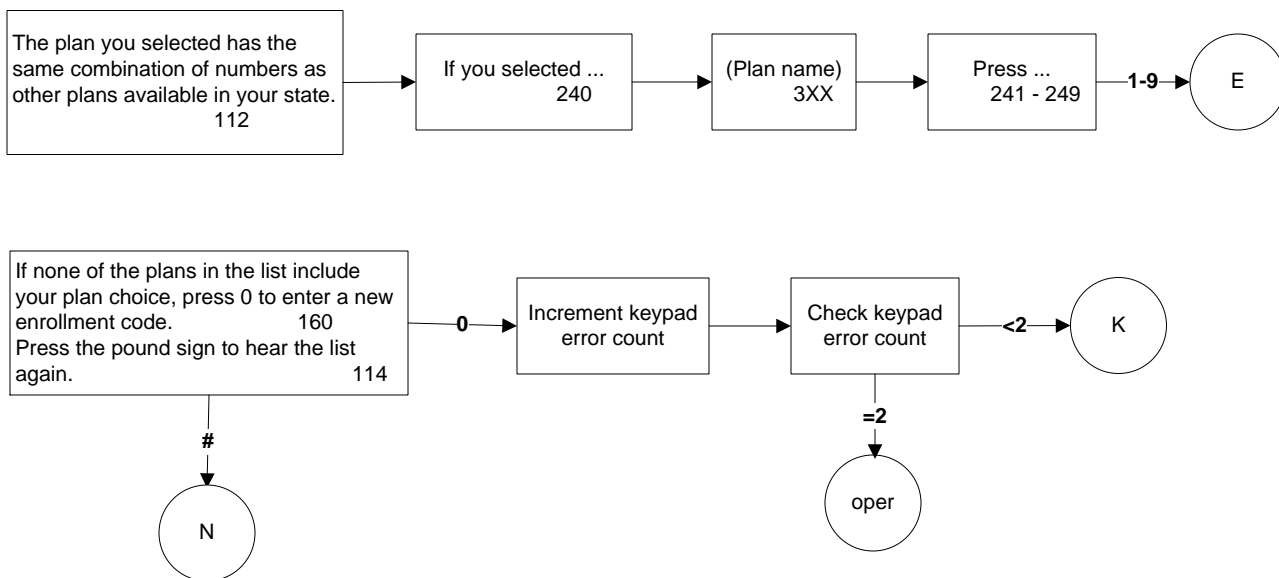 The plan you selected has the
same combination of numbers as
other plans available in your state.
112
If you selected ...
240
(Plan name)
3XX
Press ...
241 - 249
1-9
E
If none of the plans in the list include
your plan choice, press 0 to enter a new
enrollment code. 160
Press the pound sign to hear the list
again. 114
0
Increment keypad
error count
Check keypad
error count
<2
K
#
=2
N
oper